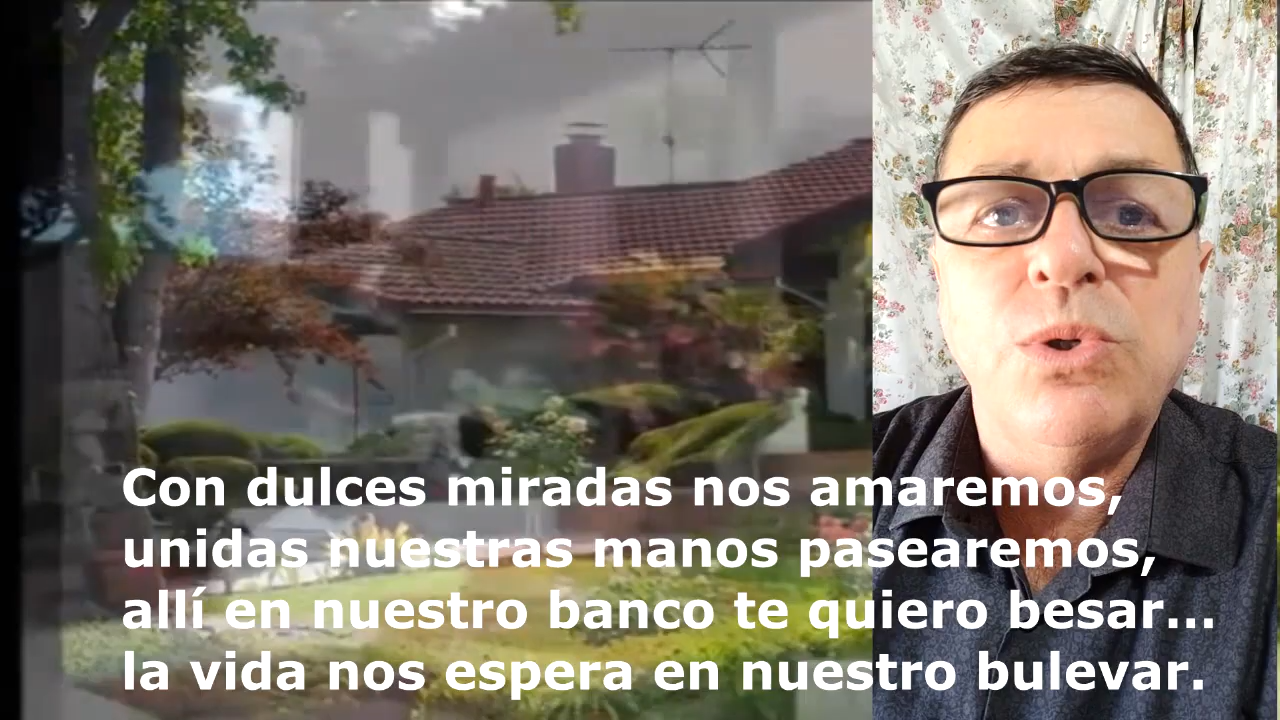 Con dulces miradas nos amaremos,
unidas nuestras manos pasearemos,
allí en nuestro banco te quiero besar...
la vida nos espera en nuestro bulevar.